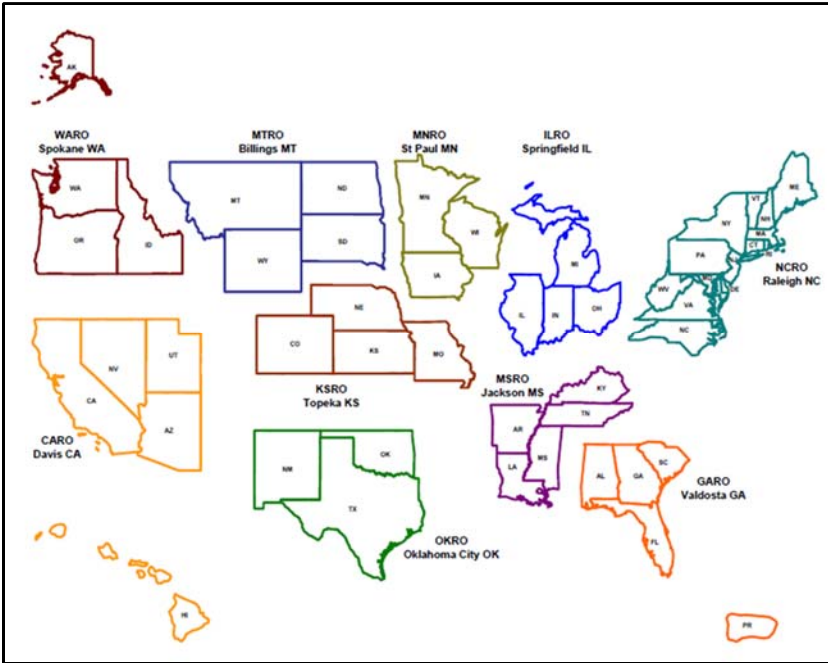 AK
WARO
Spokane WA
MTRO
Billings MT
MNRO
St Paul MN
ILRO
Springfield IL
WA
OR
ID
MT
ND
SD
WY
MN
WI
IA
MI
IL
IN
OH
ME
VT
NH
NY
MA
CT
RI
PA
NJ
MD
DE
WV
VA
NC
NCRO
Raleigh NC
NE
CO
KS
MO
KSRO
Topeka KS
NV
UT
CA
AZ
CARO
Davis CA
MSRO
Jackson MS
KY
TN
AR
MS
LA
NM
OK
TX
OKRO
Oklahoma City OK
AL
GA
SC
FL
GARO
Valdosta GA
HI
PR